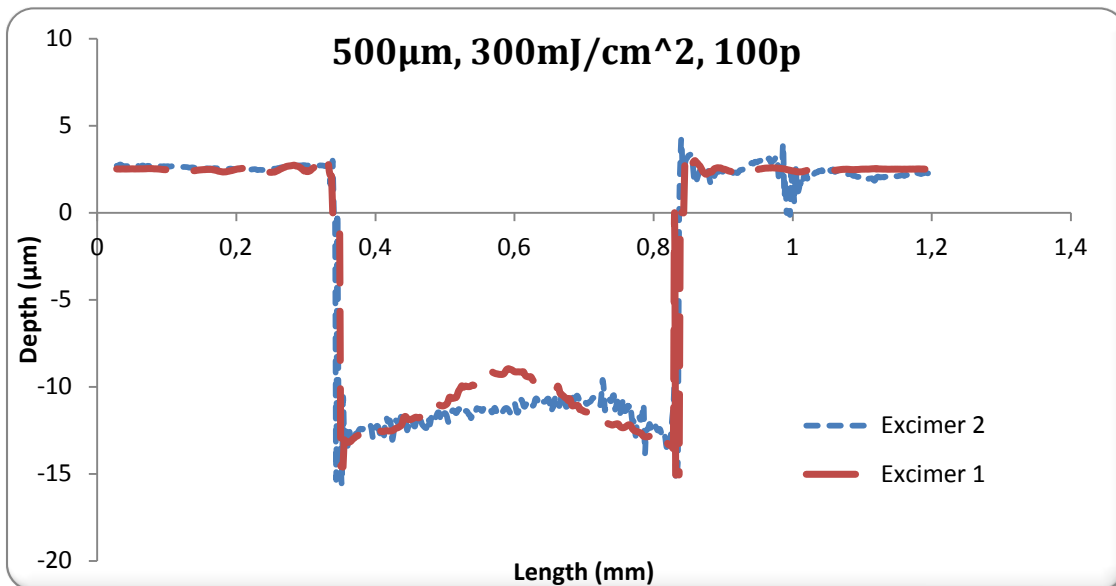 500µm, 300mJ/cm^2, 100p
10
5
0
0 0,2 0,4 0,6 0,8 1 1,2 1,4
-5
Depth (µm)
-10
Excimer 2
-15
Excimer 1
-20
Length (mm)